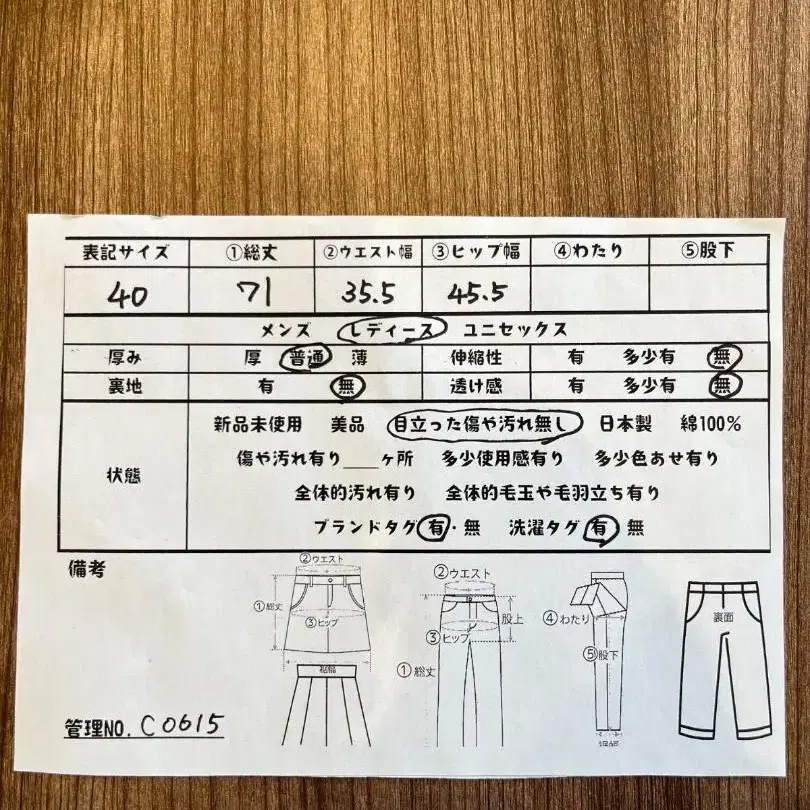 表記サイズ ①総丈 ②ウエスト幅 ③ヒップ幅 ④わたり ⑤股下
40 71 35.5 45.5
メンズ レディース ユニセックス
厚み 厚 普通 薄 伸縮性 有 多少有 無
裏地 有 無 透け感 有 多少有 無
状態
新品未使用 美品 目立った傷や汚れ無し 日本製 綿100%
傷や汚れ有り___ヶ所 多少使用感有り 多少色あせ有り
全体的汚れ有り 全体的毛玉や毛羽立ち有り
ブランドタグ 有・無 洗濯タグ 有 無
備考
②ウエスト
①総丈
③ヒップ
裾幅
②ウエスト
股上
③ヒップ
①総丈
④わたり
⑤股下
裏面
管理NO. C0615